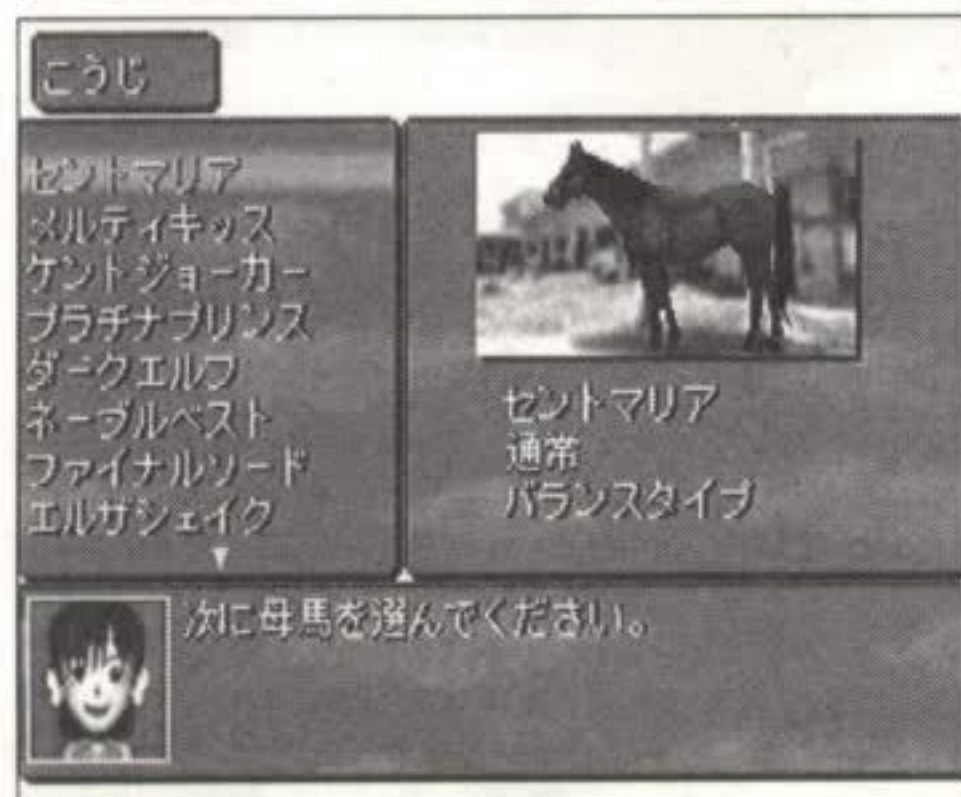 こうじ
セントマリア
メルティキッス
ケントジョーカー
プラチナプリンス
ダークエルフ
ネーブルベスト
ファイナルソード
エルザシェイク
セントマリア
通常
バランスタイプ
次に母馬を選んでください。